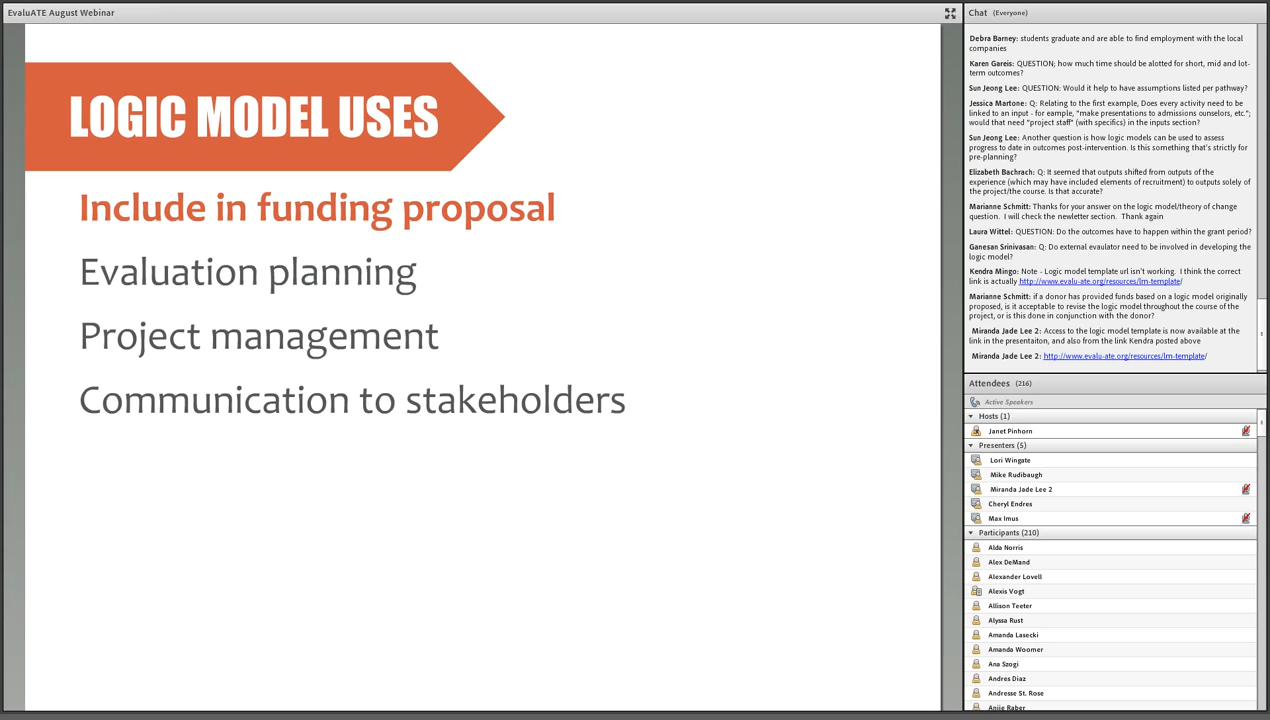 EvaluATE August Webinar
LOGIC MODEL USES
Include in funding proposal
Evaluation planning
Project management
Communication to stakeholders
Chat (Everyone)
Debra Barney: students graduate and are able to find employment with the local
companies
Karen Gareis: QUESTION; how much time should be alotted for short, mid and lot-
term outcomes?
Sun Jeong Lee: QUESTION: Would it help to have assumptions listed per pathway?
Jessica Martone: Q: Relating to the first example, Does every activity need to be
linked to an input - for eample, "make presentations to admissions counselors, etc.";
would that need "project staff" (with specifics) in the inputs section?
Sun Jeong Lee: Another question is how logic models can be used to assess
progress to date in outcomes post-intervention. Is this something that's strictly for
pre-planning?
Elizabeth Bachrach: Q: It seemed that outputs shifted from outputs of the
experience (which may have included elements of recruitment) to outputs solely of
the project/the course. Is that accurate?
Marianne Schmitt: Thanks for your answer on the logic model/theory of change
question. I will check the newletter section. Thank again
Laura Wittel: QUESTION: Do the outcomes have to happen within the grant period?
Ganesan Srinivasan: Q: Do external evaulator need to be involved in developing the
logic model?
Kendra Mingo: Note - Logic model template url isn't working. I think the correct
link is actually http://www.evalu-ate.org/resources/lm-template/
Marianne Schmitt: if a donor has provided funds based on a logic model originally
proposed, is it acceptable to revise the logic model throughout the course of the
project, or is this done in conjunction with the donor?
Miranda Jade Lee 2: Access to the logic model template is now available at the
link in the presentaiton, and also from the link Kendra posted above
Miranda Jade Lee 2: http://www.evalu-ate.org/resources/lm-template/
Attendees (216)
Active Speakers
Hosts (1)
Janet Pinhorn
Presenters (5)
Lori Wingate
Mike Rudibaugh
Miranda Jade Lee 2
Cheryl Endres
Max Imus
Participants (210)
Alda Norris
Alex DeMand
Alexander Lovell
Alexis Vogt
Allison Teeter
Alyssa Rust
Amanda Lasecki
Amanda Woomer
Ana Szogi
Andres Diaz
Andresse St. Rose